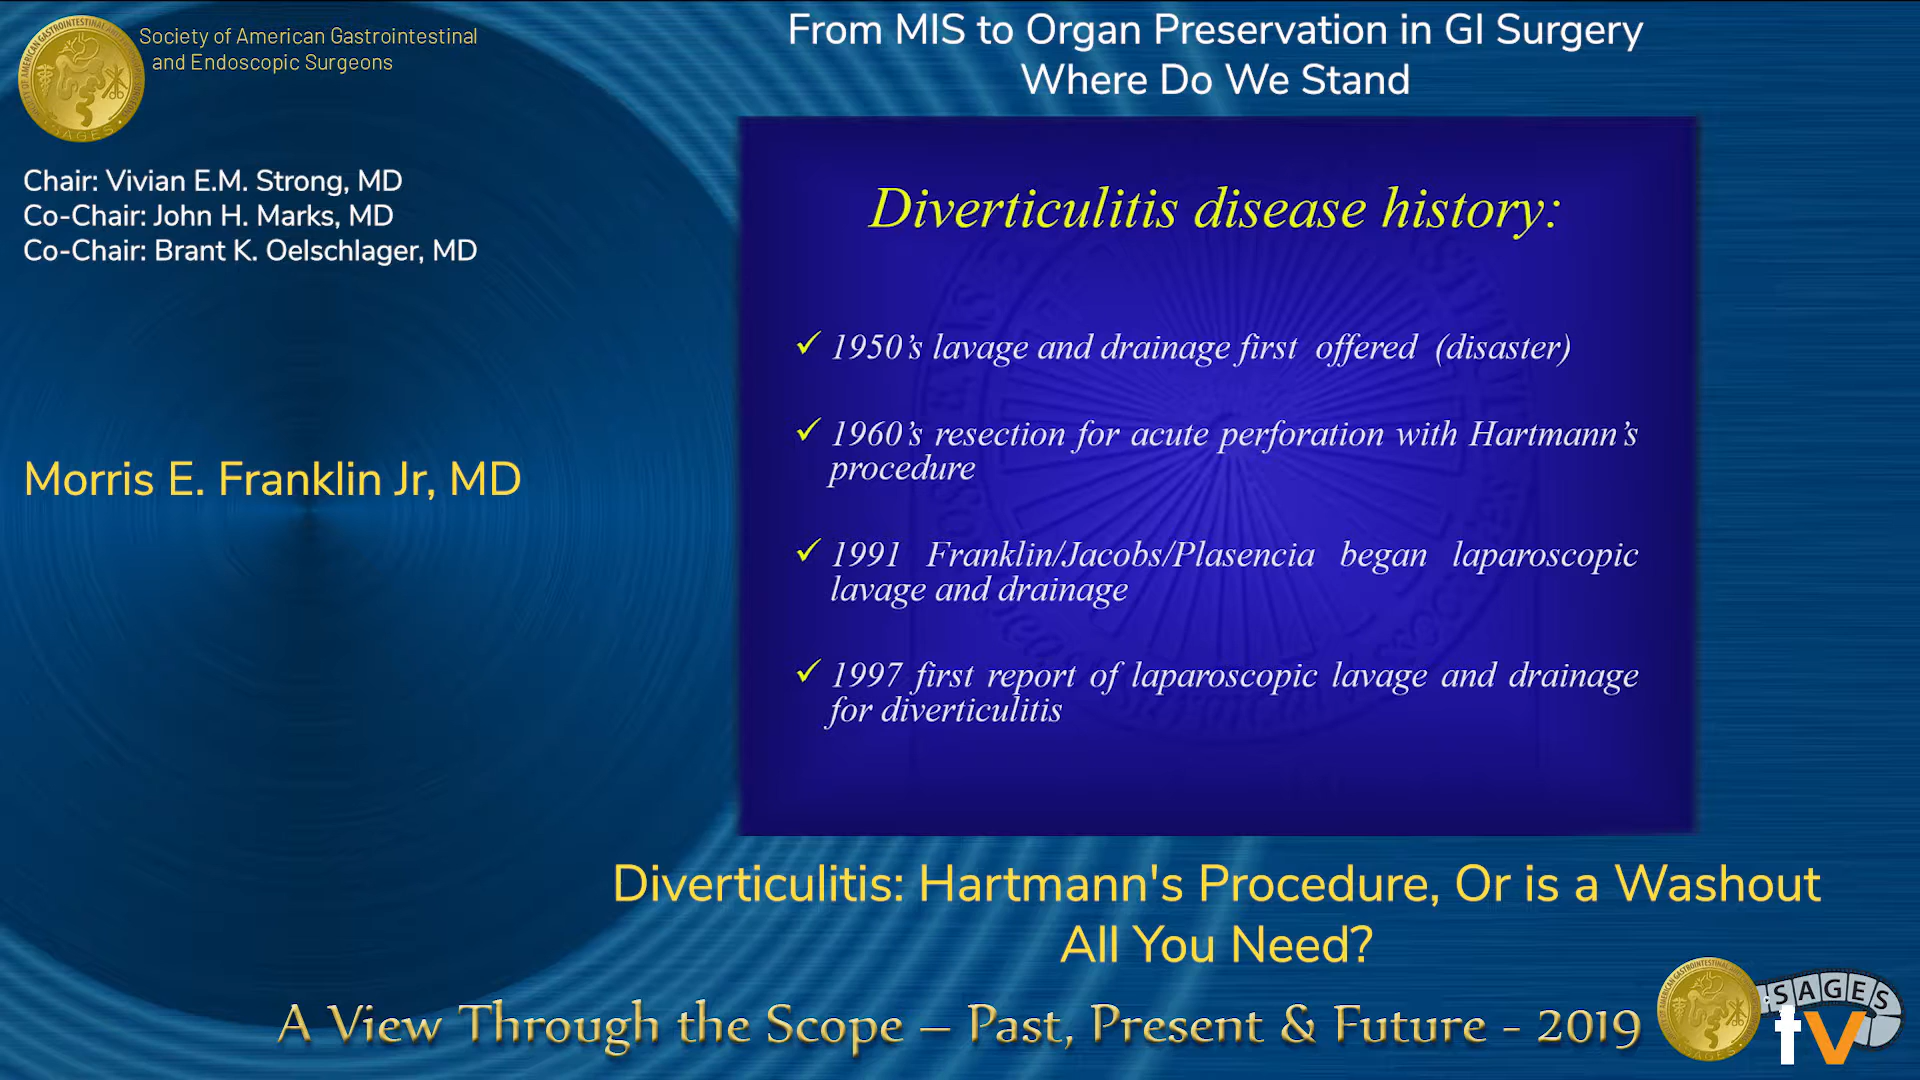 Society of American Gastrointestinal
and Endoscopic Surgeons
From MIS to Organ Preservation in GI Surgery
Where Do We Stand
Chair: Vivian E.M. Strong, MD
Co-Chair: John H. Marks, MD
Co-Chair: Brant K. Oelschlager, MD
Morris E. Franklin Jr, MD
Diverticulitis disease history:
✓ 1950’s lavage and drainage first offered (disaster)
✓ 1960’s resection for acute perforation with Hartmann’s
procedure
✓ 1991 Franklin/Jacobs/Plasencia began laparoscopic
lavage and drainage
✓ 1997 first report of laparoscopic lavage and drainage
for diverticulitis
Diverticulitis: Hartmann's Procedure, Or is a Washout
All You Need?
A View Through the Scope – Past, Present & Future - 2019
SAGES
tv